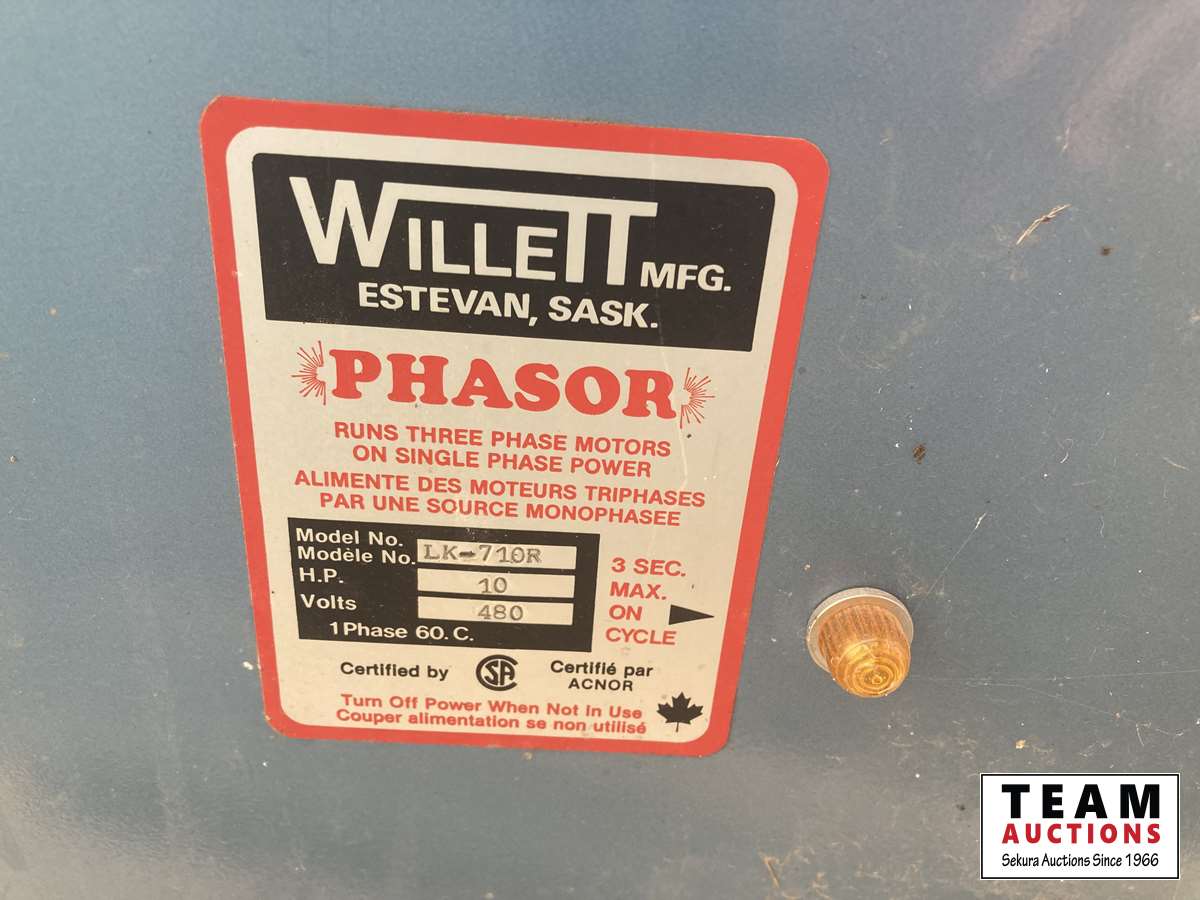 WILLETT MFG.
ESTEVAN, SASK.
PHASOR
RUNS THREE PHASE MOTORS
ON SINGLE PHASE POWER
ALIMENTE DES MOTEURS TRIPHASES
PAR UNE SOURCE MONOPHASEE
Model No.
Modèle No. LK-710R
H.P. 10
Volts 480
1 Phase 60. C.
3 SEC.
MAX.
ON
CYCLE
Certified by CSA Certifié par
ACNOR
Turn Off Power When Not In Use
Couper alimentation se non utilisé
TEAM
AUCTIONS
Sekura Auctions Since 1966